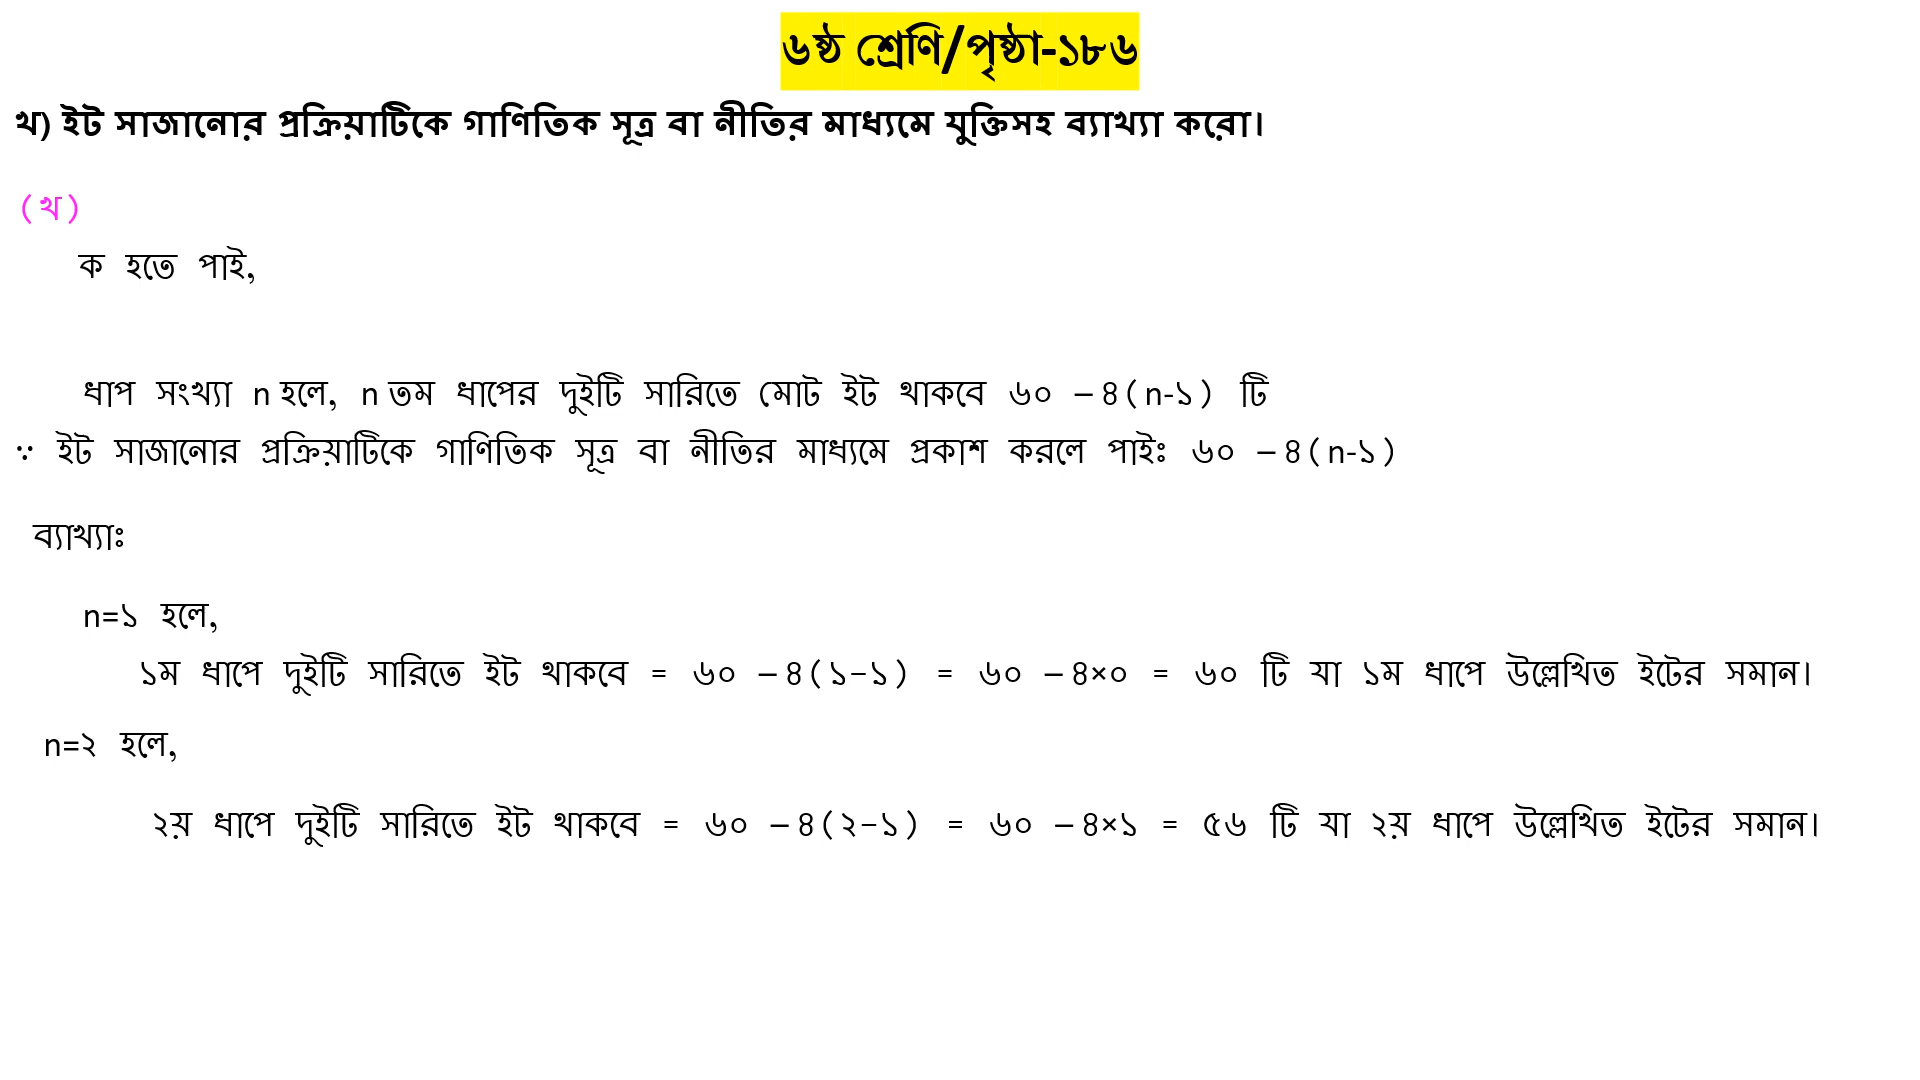 ৬ষ্ঠ শ্রেণি/পৃষ্ঠা-১৮৬
খ) ইট সাজানোর প্রক্রিয়াটিকে গাণিতিক সূত্র বা নীতির মাধ্যমে যুক্তিসহ ব্যাখ্যা করো।
(খ)
ক হতে পাই,
ধাপ সংখ্যা n হলে, n তম ধাপের দুইটি সারিতে মোট ইট থাকবে ৬০ –৪(n-১) টি
∵ ইট সাজানোর প্রক্রিয়াটিকে গাণিতিক সূত্র বা নীতির মাধ্যমে প্রকাশ করলে পাইঃ ৬০ –৪(n-১)
ব্যাখ্যাঃ
n=১ হলে,
১ম ধাপে দুইটি সারিতে ইট থাকবে = ৬০ –৪(১-১) = ৬০ –৪×০ = ৬০ টি যা ১ম ধাপে উল্লেখিত ইটের সমান।
n=২ হলে,
২য় ধাপে দুইটি সারিতে ইট থাকবে = ৬০ –৪(২-১) = ৬০ –৪×১ = ৫৬ টি যা ২য় ধাপে উল্লেখিত ইটের সমান।